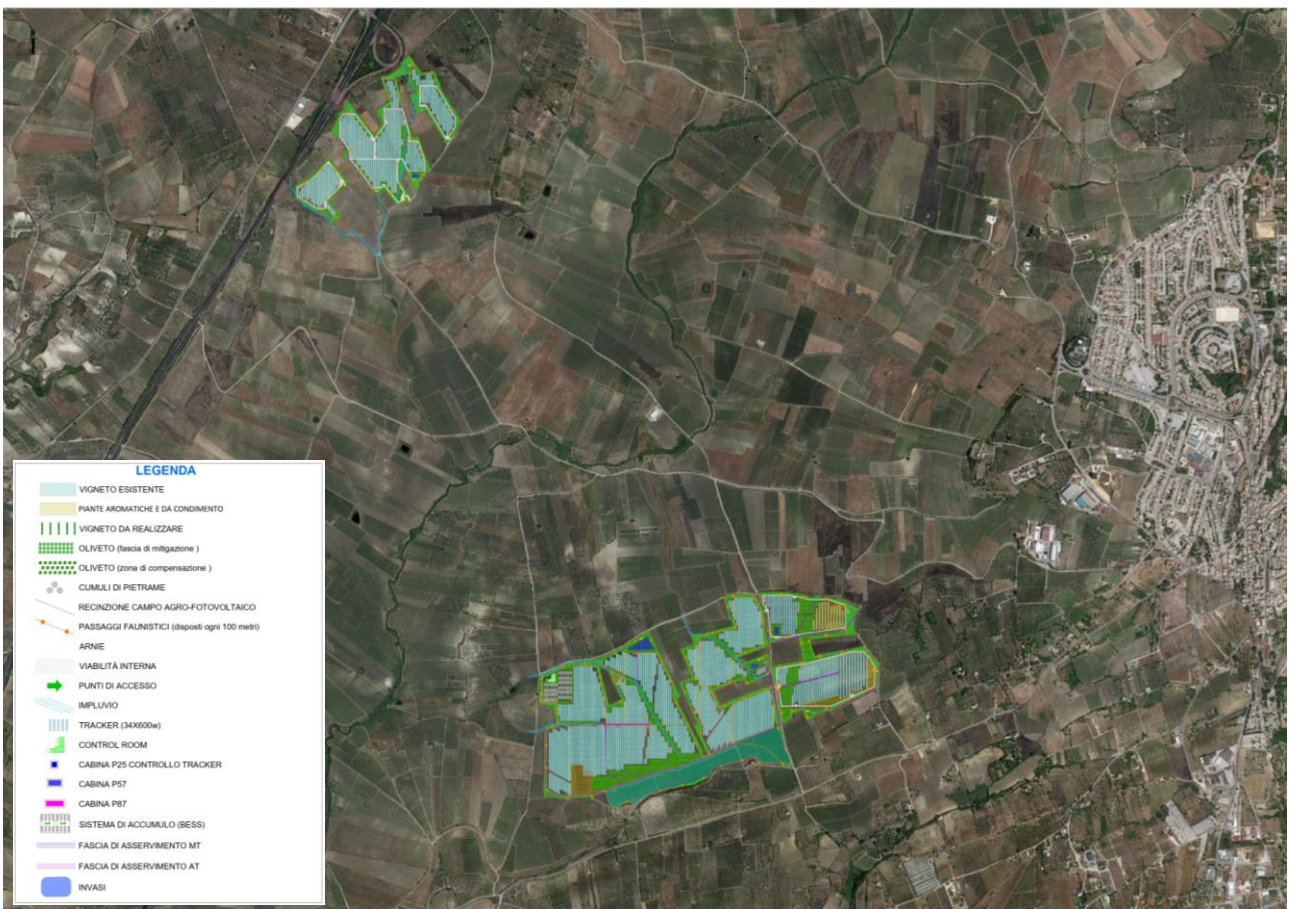 LEGENDA
VIGNETO ESISTENTE
PIANTE AROMATICHE E DA CONDIMENTO
VIGNETO DA REALIZZARE
OLIVETO (fascia di mitigazione )
OLIVETO (zona di compensazione )
CUMULI DI PIETRAME
RECINZIONE CAMPO AGRO-FOTOVOLTAICO
PASSAGGI FAUNISTICI (disposti ogni 100 metri)
ARNIE
VIABILITÀ INTERNA
PUNTI DI ACCESSO
IMPLUVIO
TRACKER (34X600w)
CONTROL ROOM
CABINA P25 CONTROLLO TRACKER
CABINA P57
CABINA P87
SISTEMA DI ACCUMULO (BESS)
FASCIA DI ASSERVIMENTO MT
FASCIA DI ASSERVIMENTO AT
INVASI